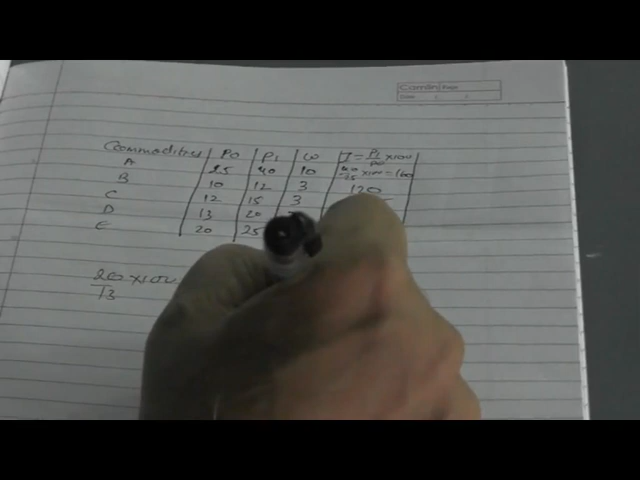 Commodities P0 P1 W I = P1/P0 x100
A 25 40 10 40/25 x100 = 160
B 10 12 3 120
C 12 15 3
D 13 20
E 20 25
20 x100
13